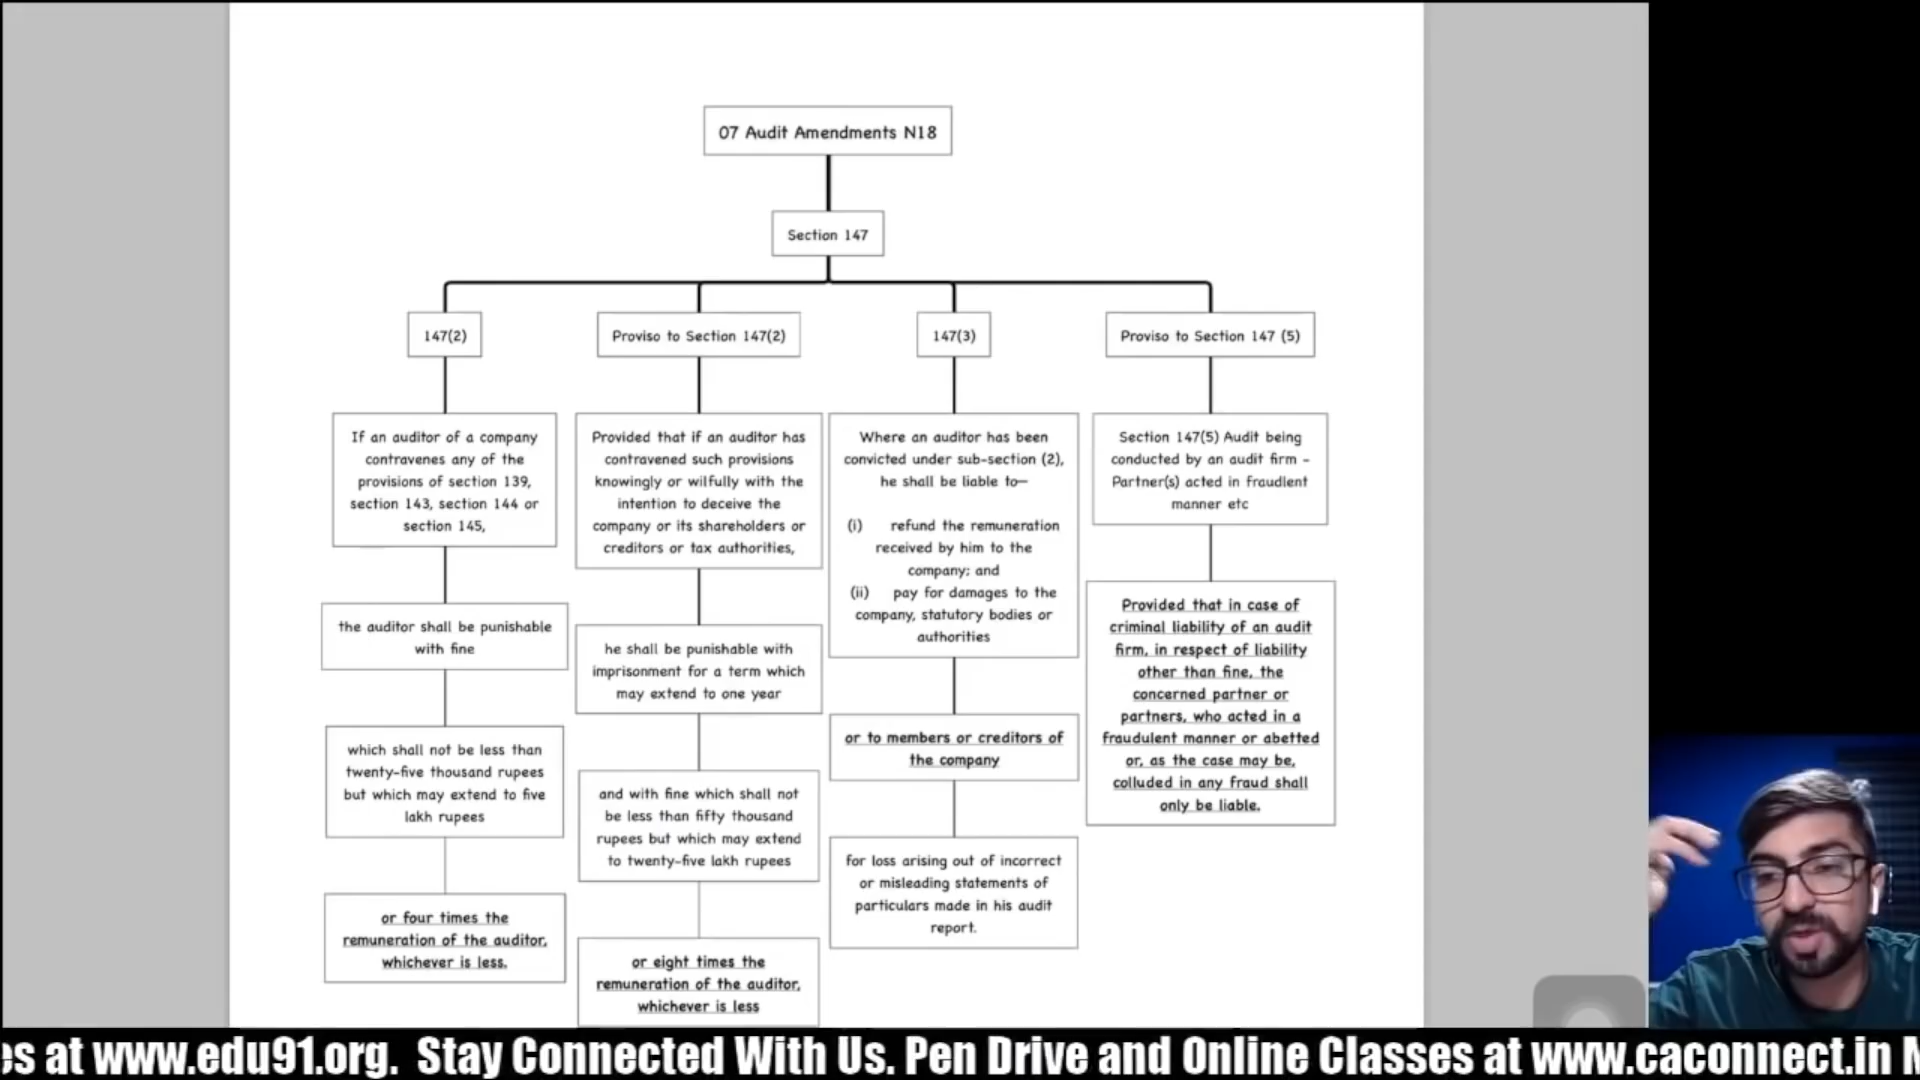 07 Audit Amendments N18
Section 147
147(2)
If an auditor of a company
contravenes any of the
provisions of section 139,
section 143, section 144 or
section 145,
the auditor shall be punishable
with fine
which shall not be less than
twenty-five thousand rupees
but which may extend to five
lakh rupees
or four times the
remuneration of the auditor,
whichever is less.
Proviso to Section 147(2)
Provided that if an auditor has
contravened such provisions
knowingly or wilfully with the
intention to deceive the
company or its shareholders or
creditors or tax authorities,
he shall be punishable with
imprisonment for a term which
may extend to one year
and with fine which shall not
be less than fifty thousand
rupees but which may extend
to twenty-five lakh rupees
or eight times the
remuneration of the auditor,
whichever is less
147(3)
Where an auditor has been
convicted under sub-section (2),
he shall be liable to—
(i) refund the remuneration
received by him to the
company; and
(ii) pay for damages to the
company, statutory bodies or
authorities
or to members or creditors of
the company
for loss arising out of incorrect
or misleading statements of
particulars made in his audit
report.
Proviso to Section 147 (5)
Section 147(5) Audit being
conducted by an audit firm -
Partner(s) acted in fraudlent
manner etc
Provided that in case of
criminal liability of an audit
firm, in respect of liability
other than fine, the
concerned partner or
partners, who acted in a
fraudulent manner or abetted
or, as the case may be,
colluded in any fraud shall
only be liable.
es at www.edu91.org. Stay Connected With Us. Pen Drive and Online Classes at www.caconnect.in M